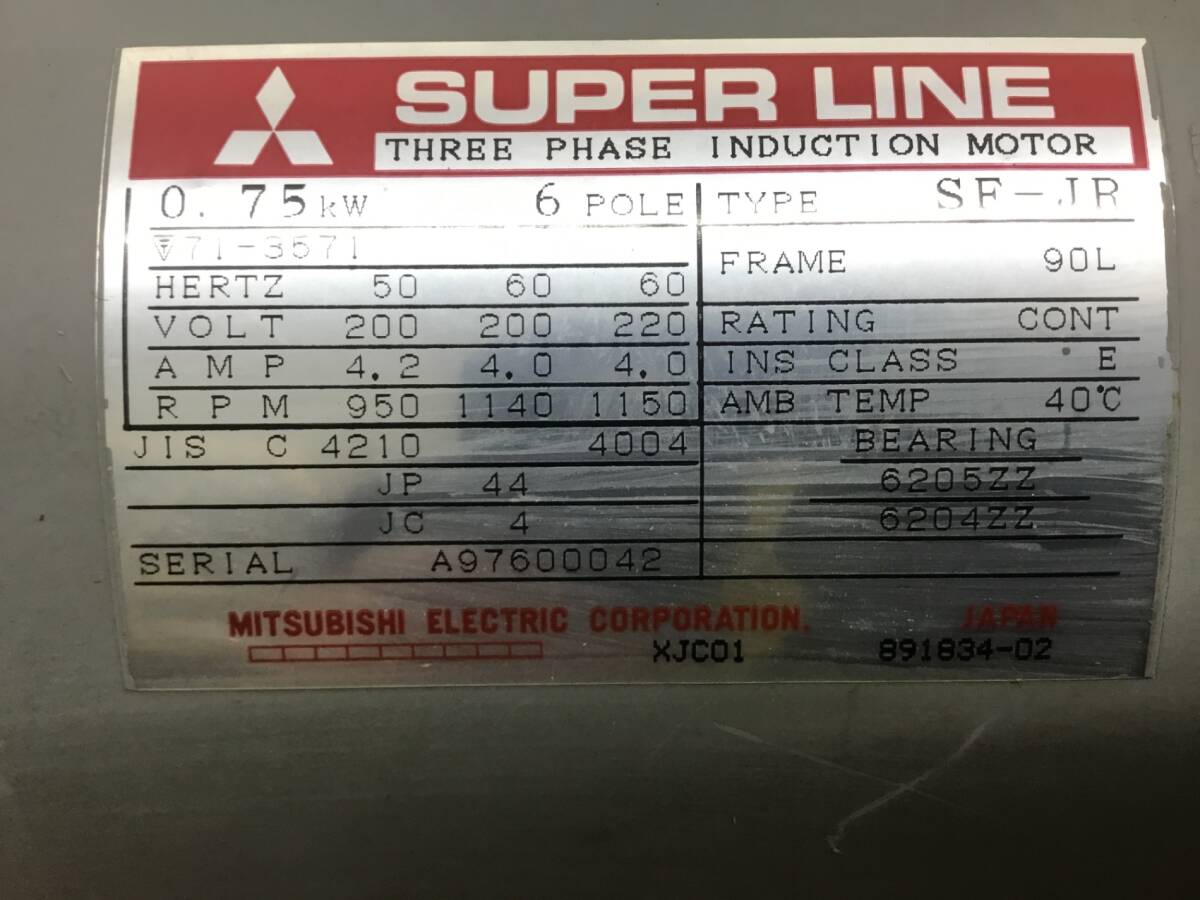 SUPER LINE
THREE PHASE INDUCTION MOTOR
0.75 kW 6 POLE
71-3571
HERTZ 50 60 60
VOLT 200 200 220
AMP 4.2 4.0 4.0
RPM 950 1140 1150
JIS C 4210 4004
JP 44
JC 4
SERIAL A97600042
TYPE SF-JR
FRAME 90L
RATING CONT
INS CLASS E
AMB TEMP 40℃
BEARING
6205ZZ
6204ZZ
MITSUBISHI ELECTRIC CORPORATION. JAPAN
XJC01 891834-02